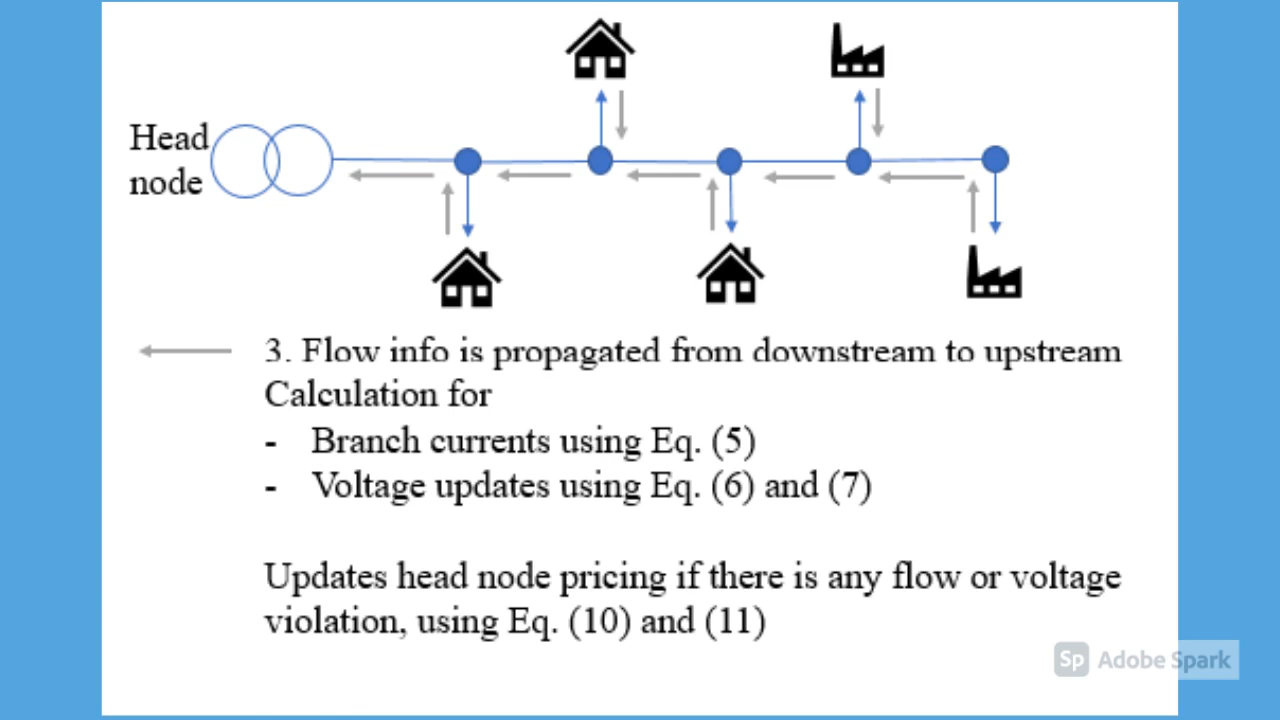 Head
node
3. Flow info is propagated from downstream to upstream
Calculation for
- Branch currents using Eq. (5)
- Voltage updates using Eq. (6) and (7)
Updates head node pricing if there is any flow or voltage
violation, using Eq. (10) and (11)
Sp Adobe Spark